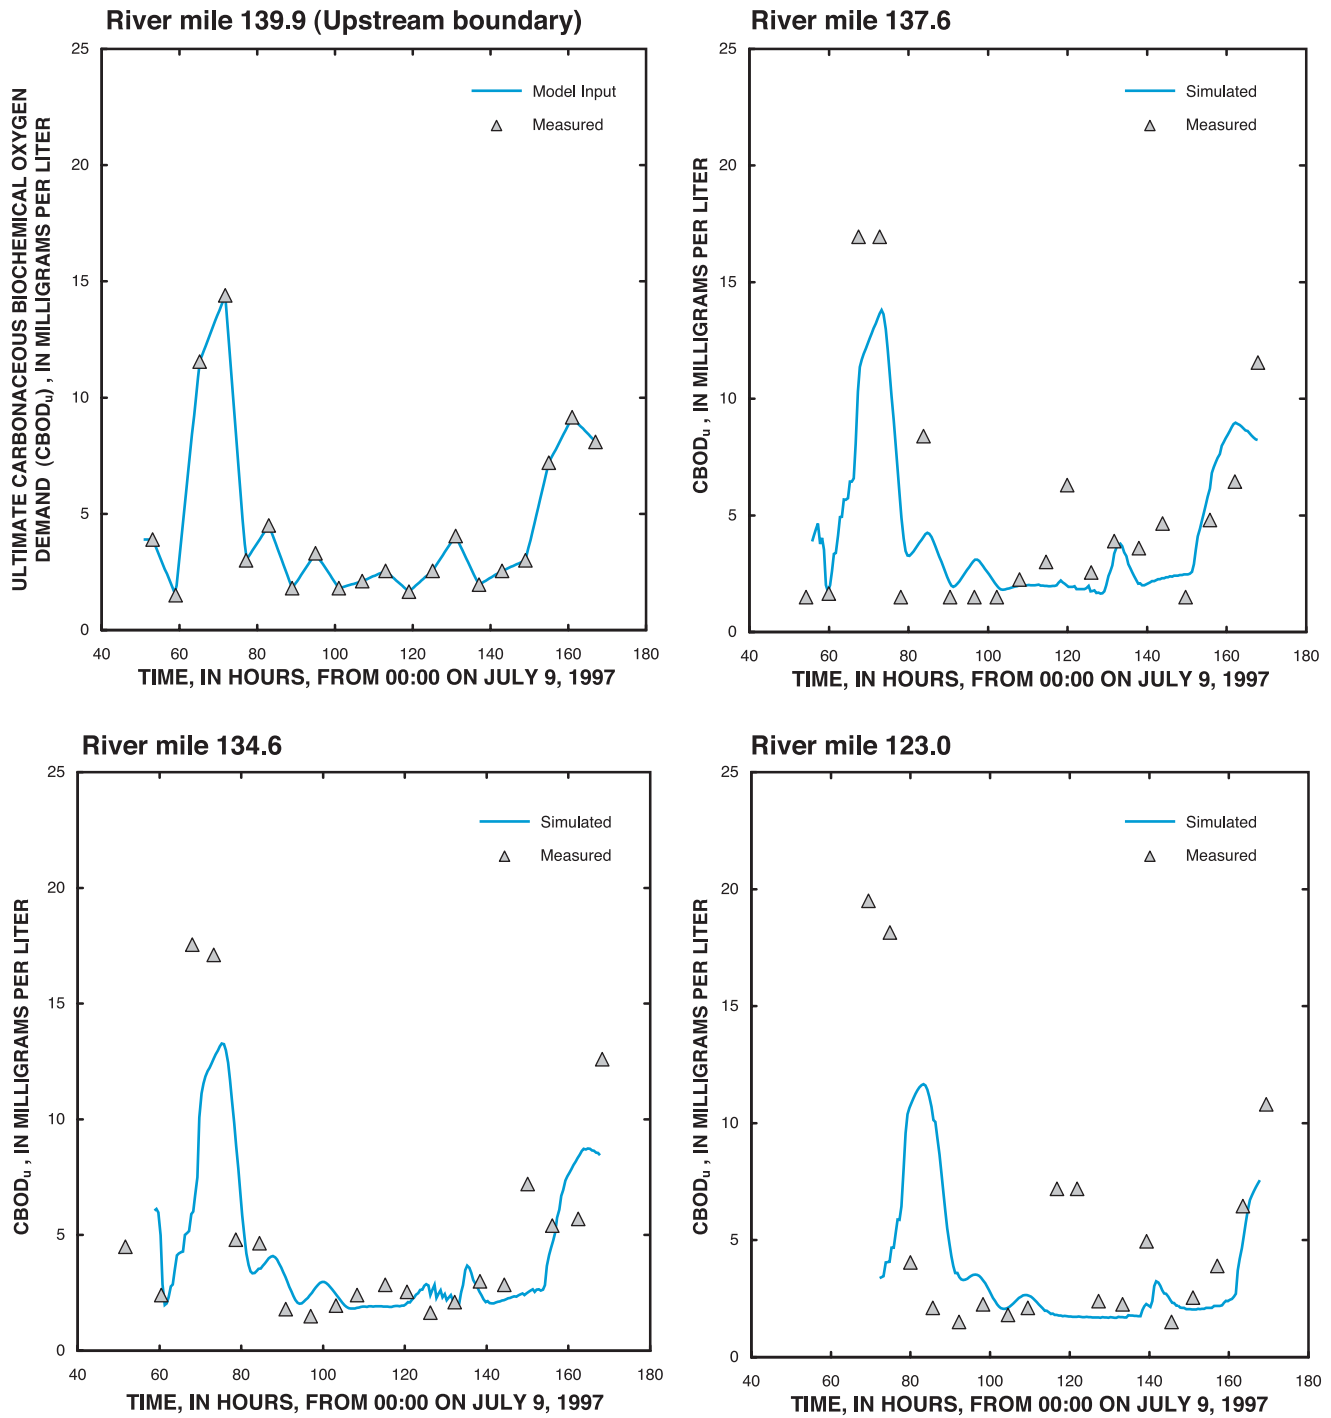 River mile 139.9 (Upstream boundary)
ULTIMATE CARBONACEOUS BIOCHEMICAL OXYGEN
DEMAND (CBODu), IN MILLIGRAMS PER LITER
25
20
15
10
5
0
Model Input
Measured
40 60 80 100 120 140 160 180
TIME, IN HOURS, FROM 00:00 ON JULY 9, 1997
River mile 137.6
CBODu, IN MILLIGRAMS PER LITER
25
20
15
10
5
0
Simulated
Measured
40 60 80 100 120 140 160 180
TIME, IN HOURS, FROM 00:00 ON JULY 9, 1997
River mile 134.6
CBODu, IN MILLIGRAMS PER LITER
25
20
15
10
5
0
Simulated
Measured
40 60 80 100 120 140 160 180
TIME, IN HOURS, FROM 00:00 ON JULY 9, 1997
River mile 123.0
CBODu, IN MILLIGRAMS PER LITER
25
20
15
10
5
0
Simulated
Measured
40 60 80 100 120 140 160 180
TIME, IN HOURS, FROM 00:00 ON JULY 9, 1997